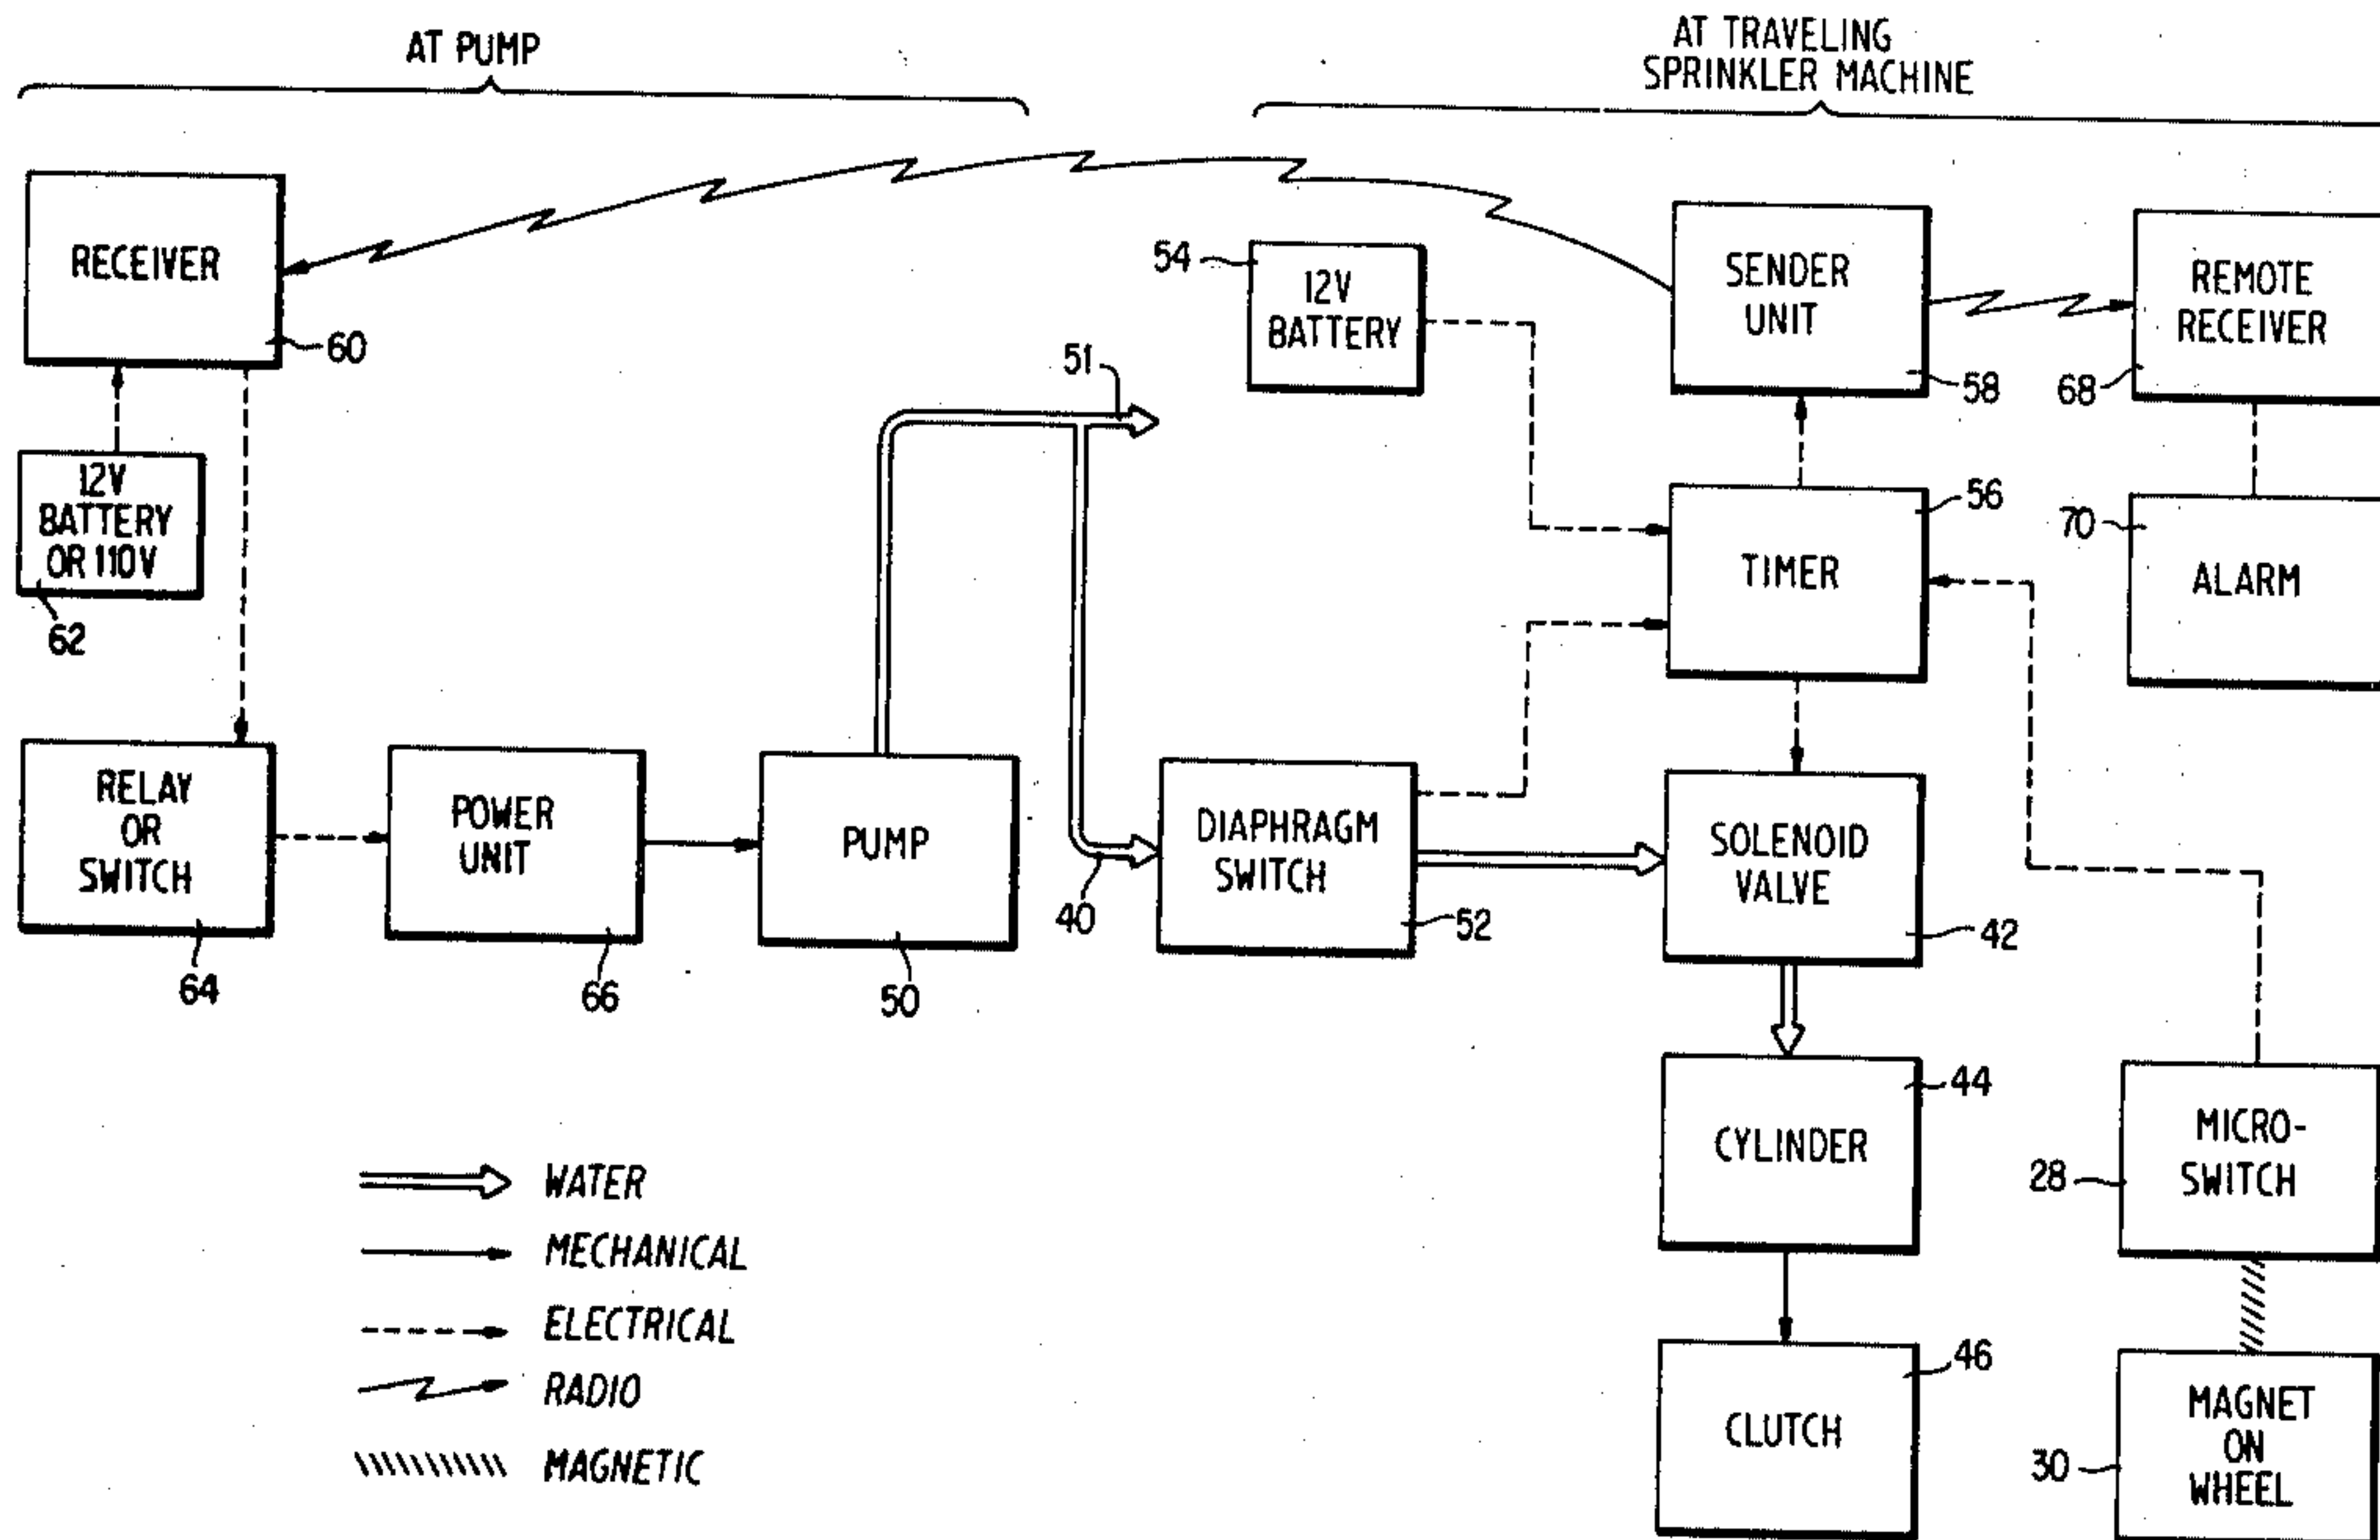 AT PUMP
AT TRAVELING
SPRINKLER MACHINE
RECEIVER
60
12V
BATTERY
OR 110V
62
RELAY
OR
SWITCH
64
POWER
UNIT
66
PUMP
50
51
40
54
12V
BATTERY
DIAPHRAGM
SWITCH
52
SENDER
UNIT
58
REMOTE
RECEIVER
68
TIMER
56
ALARM
70
SOLENOID
VALVE
42
CYLINDER
44
CLUTCH
46
MICRO-
SWITCH
28
MAGNET
ON
WHEEL
30
WATER
MECHANICAL
ELECTRICAL
RADIO
MAGNETIC